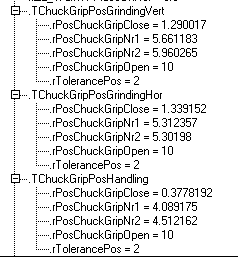 .TChuckGripPosGrindingVert
.rPosChuckGripClose = 1.290017
.rPosChuckGripNr1 = 5.661183
.rPosChuckGripNr2 = 5.960265
.rPosChuckGripOpen = 10
.rTolerancePos = 2
.TChuckGripPosGrindingHor
.rPosChuckGripClose = 1.339152
.rPosChuckGripNr1 = 5.312357
.rPosChuckGripNr2 = 5.30198
.rPosChuckGripOpen = 10
.rTolerancePos = 2
.TChuckGripPosHandling
.rPosChuckGripClose = 0.3778192
.rPosChuckGripNr1 = 4.089175
.rPosChuckGripNr2 = 4.512162
.rPosChuckGripOpen = 10
.rTolerancePos = 2